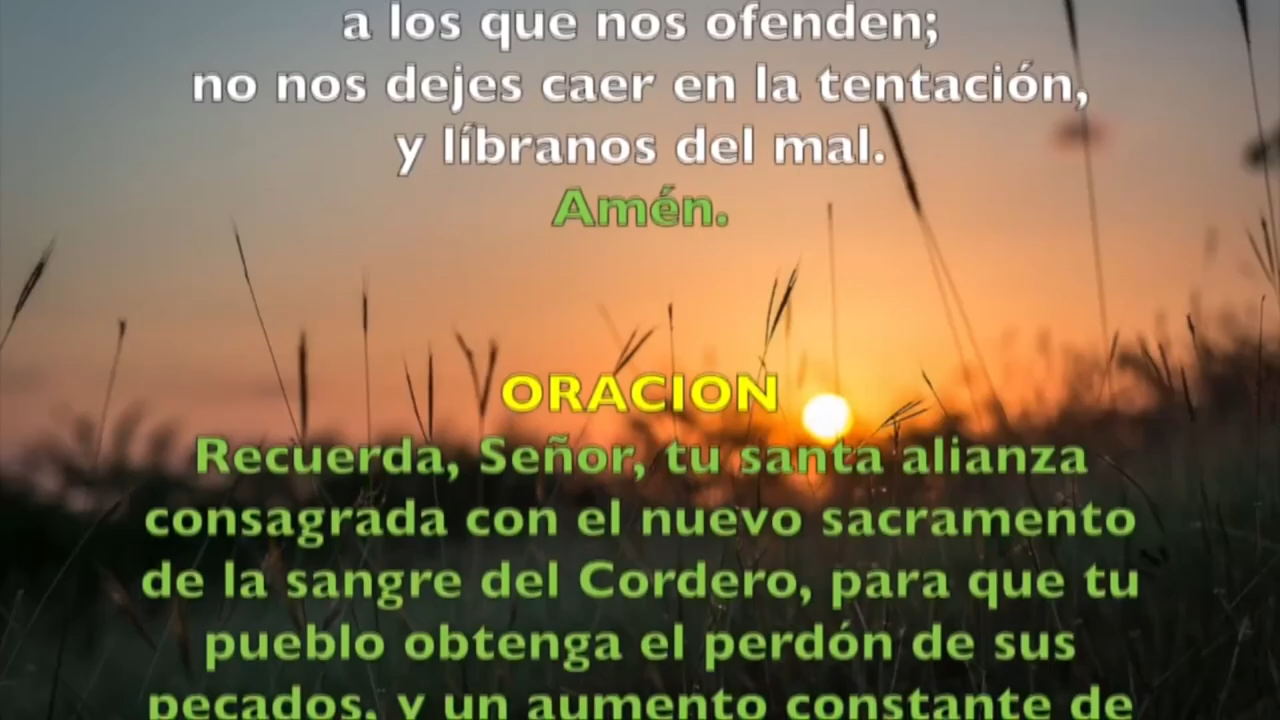 a los que nos ofenden;
no nos dejes caer en la tentación,
y líbranos del mal.
Amén.
ORACION
Recuerda, Señor, tu santa alianza
consagrada con el nuevo sacramento
de la sangre del Cordero, para que tu
pueblo obtenga el perdón de sus
pecados, y un aumento constante de